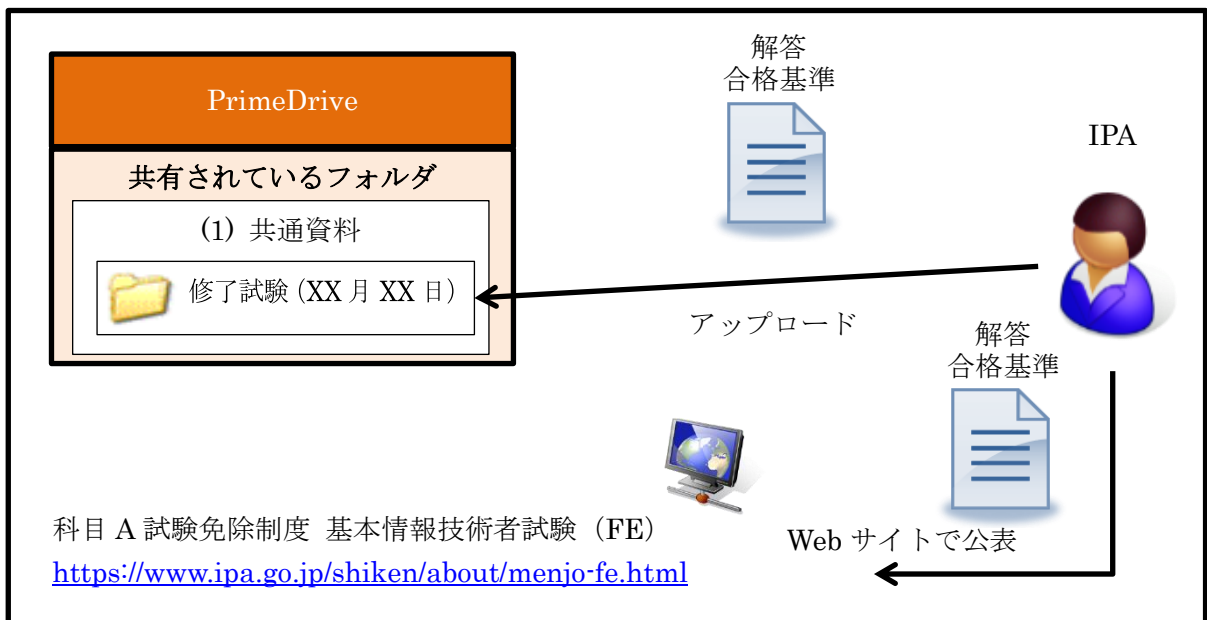 PrimeDrive
共有されているフォルダ
(1) 共通資料
修了試験（XX 月 XX 日）
解答
合格基準
IPA
アップロード
解答
合格基準
科目 A 試験免除制度 基本情報技術者試験（FE）
https://www.ipa.go.jp/shiken/about/menjo-fe.html
Web サイトで公表